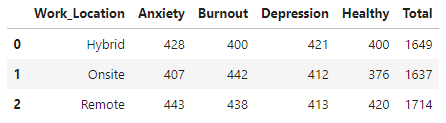 Work_Location Anxiety Burnout Depression Healthy Total
0 Hybrid 428 400 421 400 1649
1 Onsite 407 442 412 376 1637
2 Remote 443 438 413 420 1714